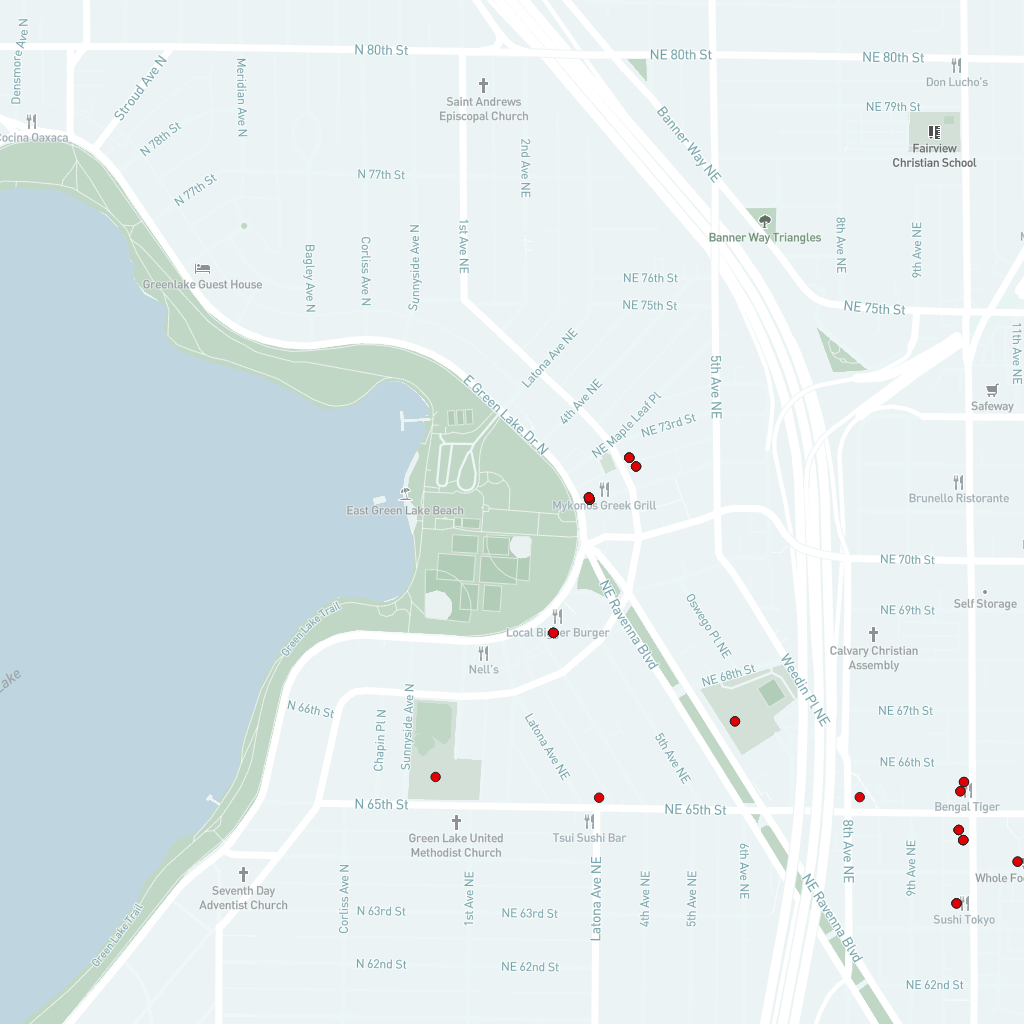 Densmore Ave N
N 80th St
NE 80th St
NE 80th St
Stroud Ave N
Meridian Ave N
Saint Andrews
Episcopal Church
Don Lucho's
NE 79th St
Banner Way NE
Cocina Oaxaca
N 78th St
2nd Ave NE
Fairview
Christian School
N 77th St
N 77th St
1st Ave NE
Banner Way Triangles
8th Ave NE
9th Ave NE
Bagley Ave N
Corliss Ave N
Sunnyside Ave N
Greenlake Guest House
NE 76th St
NE 75th St
NE 75th St
11th Ave NE
Latona Ave NE
5th Ave NE
E Green Lake Dr N
4th Ave NE
NE Maple Leaf Pl
NE 73rd St
Safeway
Mykonos Greek Grill
East Green Lake Beach
Brunello Ristorante
NE 70th St
Green Lake Trail
NE Ravenna Blvd
Oswego Pl NE
Self Storage
NE 69th St
Local Burger
Calvary Christian
Assembly
Lake
Nell's
NE 68th St
Weedin Pl NE
N 66th St
Chapin Pl N
Sunnyside Ave N
Latona Ave NE
5th Ave NE
NE 67th St
NE 66th St
N 65th St
NE 65th St
Bengal Tiger
Green Lake United
Methodist Church
Tsui Sushi Bar
8th Ave NE
9th Ave NE
6th Ave NE
Seventh Day
Adventist Church
Corliss Ave N
1st Ave NE
Latona Ave NE
4th Ave NE
5th Ave NE
NE Ravenna Blvd
Whole Foo
Green Lake Trail
N 63rd St
NE 63rd St
Sushi Tokyo
N 62nd St
NE 62nd St
NE 62nd St